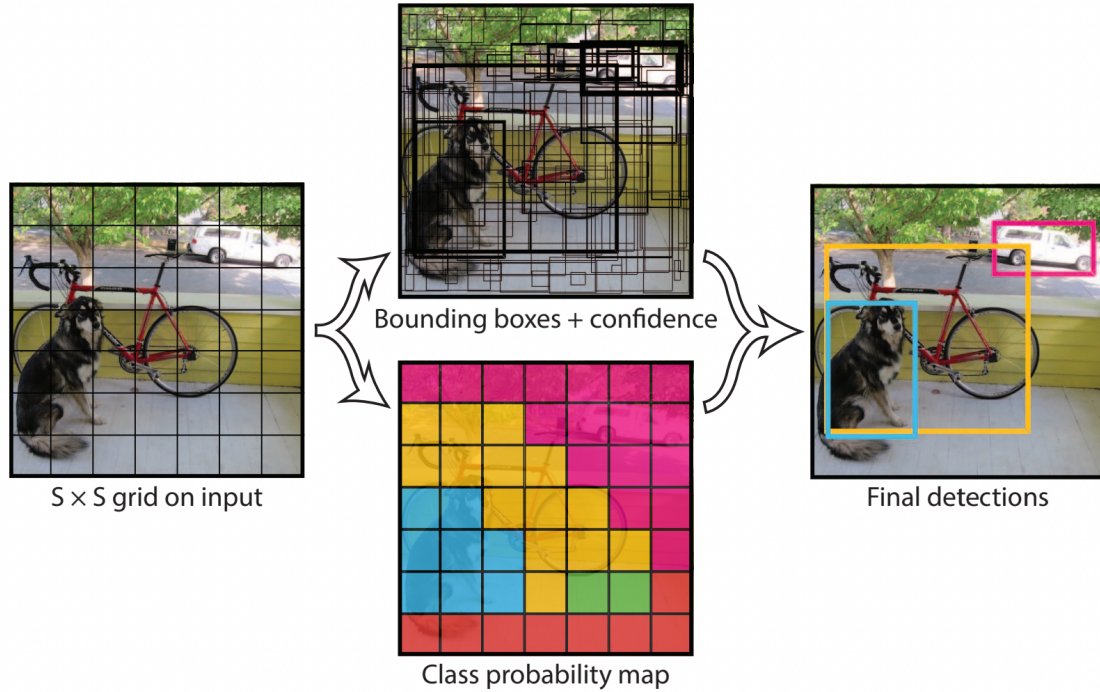 S × S grid on input
Bounding boxes + confidence
Class probability map
Final detections